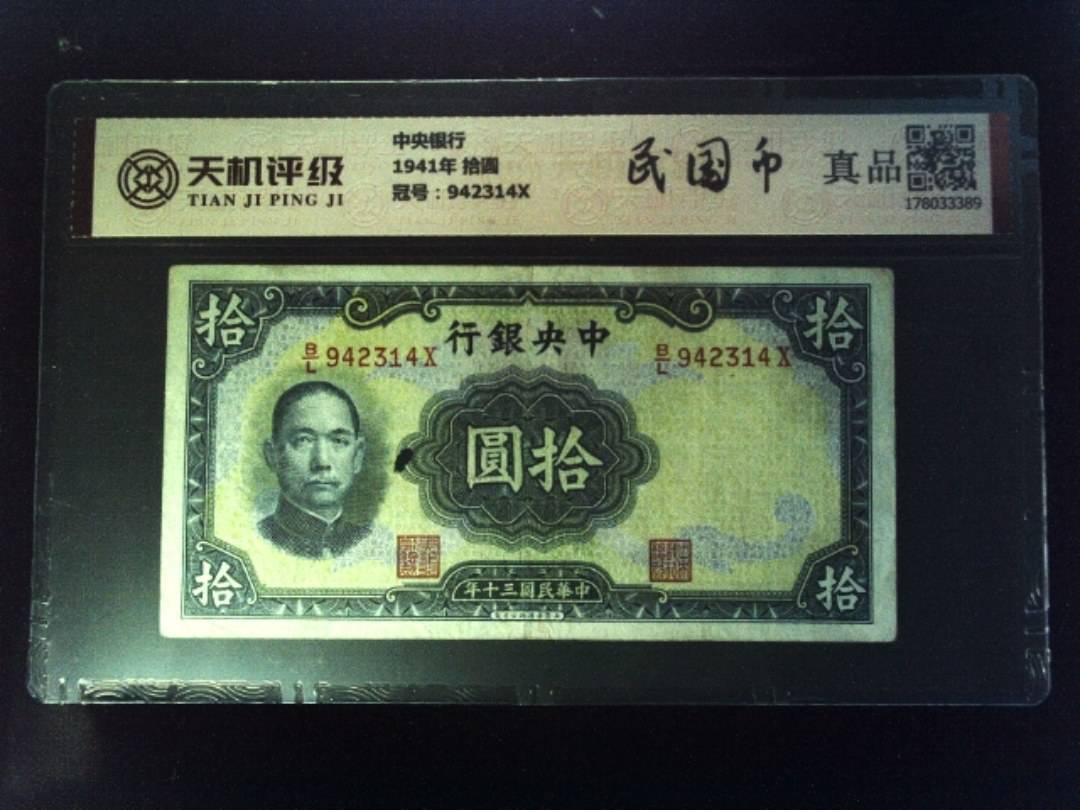 天机评级
TIAN JI PING JI
中央银行
1941年 拾圆
冠号：942314X
民国币
真品
178033389
拾
拾
行銀央中
B/L 942314X
B/L 942314X
圓拾
拾
拾
年十三國民華中